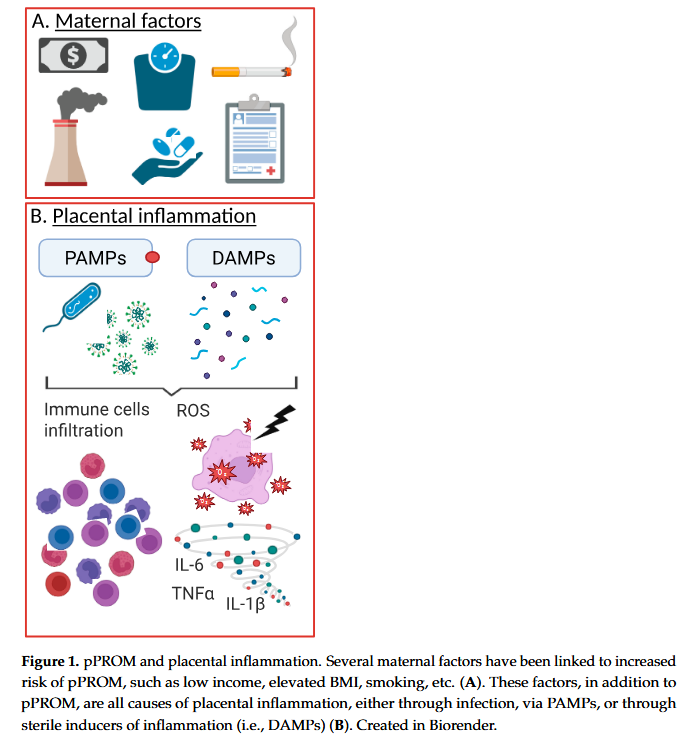 A. Maternal factors
$
B. Placental inflammation
PAMPs
DAMPs
Immune cells
infiltration
ROS
IL-6
TNFα
IL-1β
Figure 1. pPROM and placental inflammation. Several maternal factors have been linked to increased
risk of pPROM, such as low income, elevated BMI, smoking, etc. (A). These factors, in addition to
pPROM, are all causes of placental inflammation, either through infection, via PAMPs, or through
sterile inducers of inflammation (i.e., DAMPs) (B). Created in Biorender.